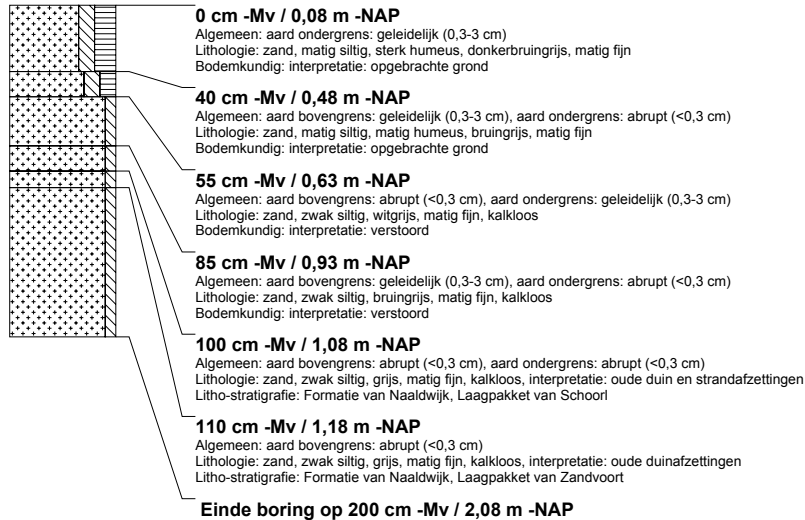 0 cm -Mv / 0,08 m -NAP
Algemeen: aard ondergrens: geleidelijk (0,3-3 cm)
Lithologie: zand, matig siltig, sterk humeus, donkerbruingrijs, matig fijn
Bodemkundig: interpretatie: opgebrachte grond
40 cm -Mv / 0,48 m -NAP
Algemeen: aard bovengrens: geleidelijk (0,3-3 cm), aard ondergrens: abrupt (<0,3 cm)
Lithologie: zand, matig siltig, matig humeus, bruingrijs, matig fijn
Bodemkundig: interpretatie: opgebrachte grond
55 cm -Mv / 0,63 m -NAP
Algemeen: aard bovengrens: abrupt (<0,3 cm), aard ondergrens: geleidelijk (0,3-3 cm)
Lithologie: zand, zwak siltig, witgrijs, matig fijn, kalkloos
Bodemkundig: interpretatie: verstoord
85 cm -Mv / 0,93 m -NAP
Algemeen: aard bovengrens: geleidelijk (0,3-3 cm), aard ondergrens: abrupt (<0,3 cm)
Lithologie: zand, zwak siltig, bruingrijs, matig fijn, kalkloos
Bodemkundig: interpretatie: verstoord
100 cm -Mv / 1,08 m -NAP
Algemeen: aard bovengrens: abrupt (<0,3 cm), aard ondergrens: abrupt (<0,3 cm)
Lithologie: zand, zwak siltig, grijs, matig fijn, kalkloos, interpretatie: oude duin en strandafzettingen
Litho-stratigrafie: Formatie van Naaldwijk, Laagpakket van Schoorl
110 cm -Mv / 1,18 m -NAP
Algemeen: aard bovengrens: abrupt (<0,3 cm)
Lithologie: zand, zwak siltig, grijs, matig fijn, kalkloos, interpretatie: oude duinafzettingen
Litho-stratigrafie: Formatie van Naaldwijk, Laagpakket van Zandvoort
Einde boring op 200 cm -Mv / 2,08 m -NAP